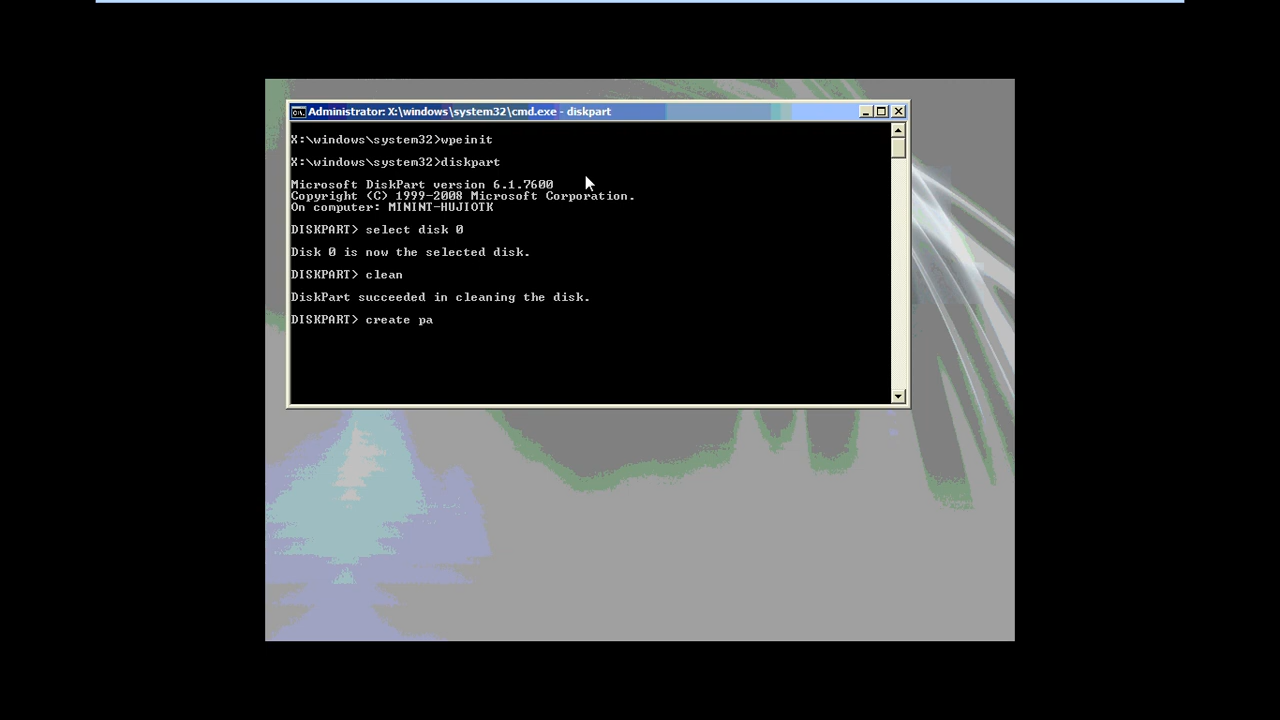 Administrator: X:\windows\system32\cmd.exe - diskpart
X:\windows\system32>wpeinit
X:\windows\system32>diskpart
Microsoft DiskPart version 6.1.7600
Copyright (C) 1999-2008 Microsoft Corporation.
On computer: MININT-HUJIOTK
DISKPART> select disk 0
Disk 0 is now the selected disk.
DISKPART> clean
DiskPart succeeded in cleaning the disk.
DISKPART> create pa